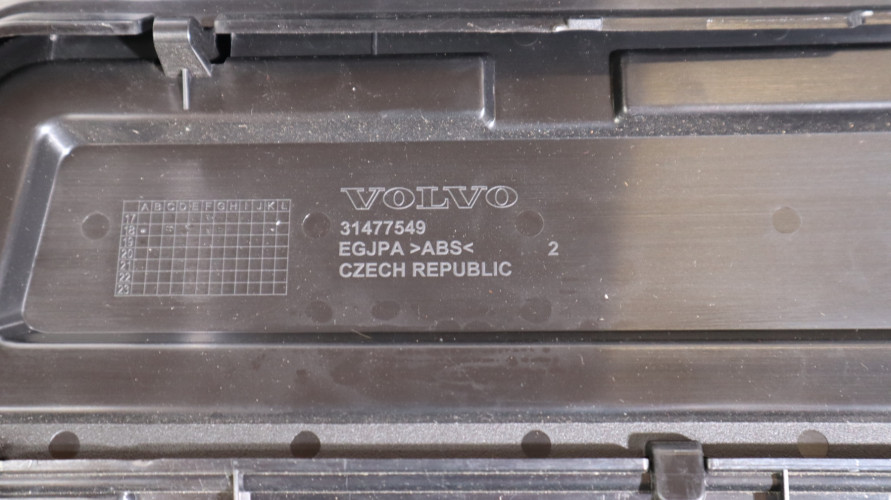 VOLVO
31477549
EGJPA >ABS< 2
CZECH REPUBLIC
A B C D E F G H I J K L